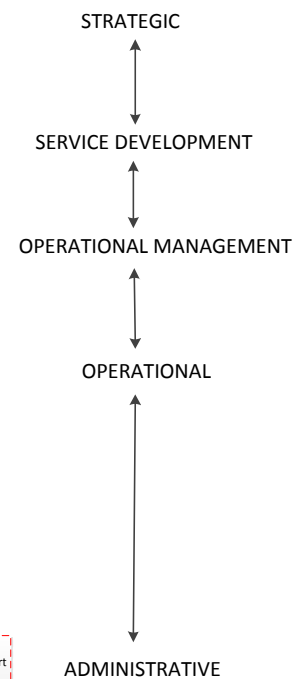 STRATEGIC
SERVICE DEVELOPMENT
OPERATIONAL MANAGEMENT
OPERATIONAL
ADMINISTRATIVE